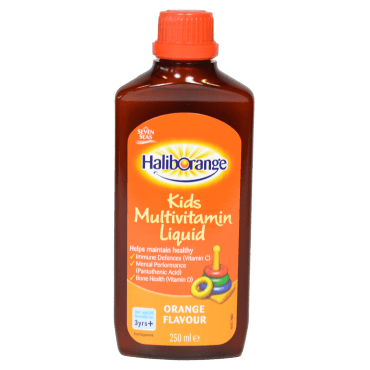 SEVEN
SEAS
Haliborange
Kids
Multivitamin
Liquid
Helps maintain healthy
✓ Immune Defences (Vitamin C)
✓ Mental Performance
(Pantothenic Acid)
✓ Bone Health (Vitamin D)
3yrs+
ORANGE
FLAVOUR
250 ml e